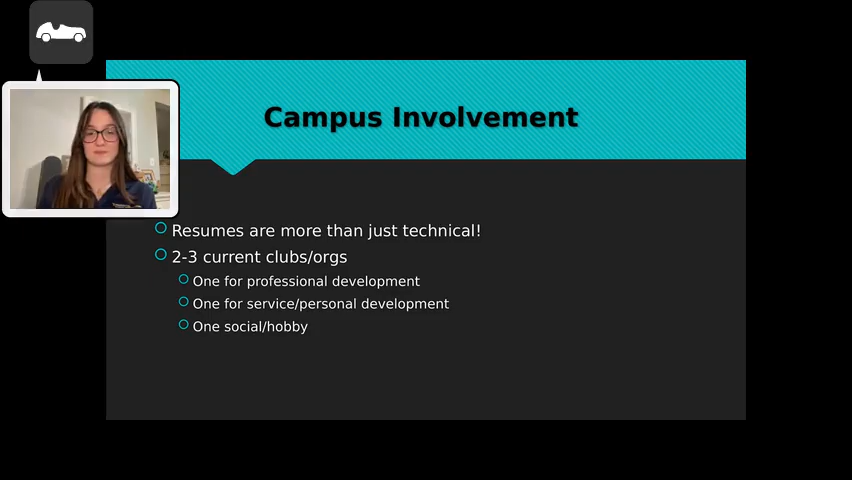 Campus Involvement
Resumes are more than just technical!
2-3 current clubs/orgs
One for professional development
One for service/personal development
One social/hobby